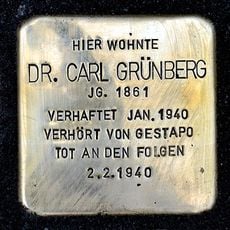 HIER WOHNTE
DR. CARL GRÜNBERG
JG. 1861
VERHAFTET JAN. 1940
VERHÖRT VON GESTAPO
TOT AN DEN FOLGEN
2.2.1940